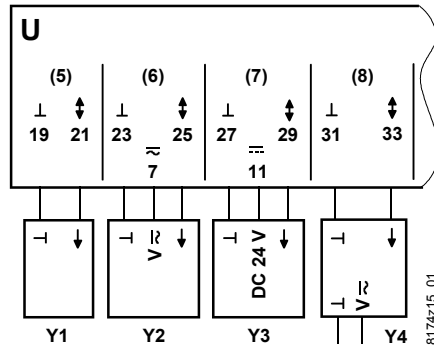 U
(5) (6) (7) (8)
⊥ ↕ ⊥ ↕ ⊥ ↕ ⊥ ↕
19 21 23 25 27 29 31 33
⎓ ⎓
7 11
⊥ ↓ ⊥ V ≂ ↓ ⊥ DC 24 V ↓ ⊥ ↓
⊥ V ≂
Y1 Y2 Y3 Y4
8174z15_01